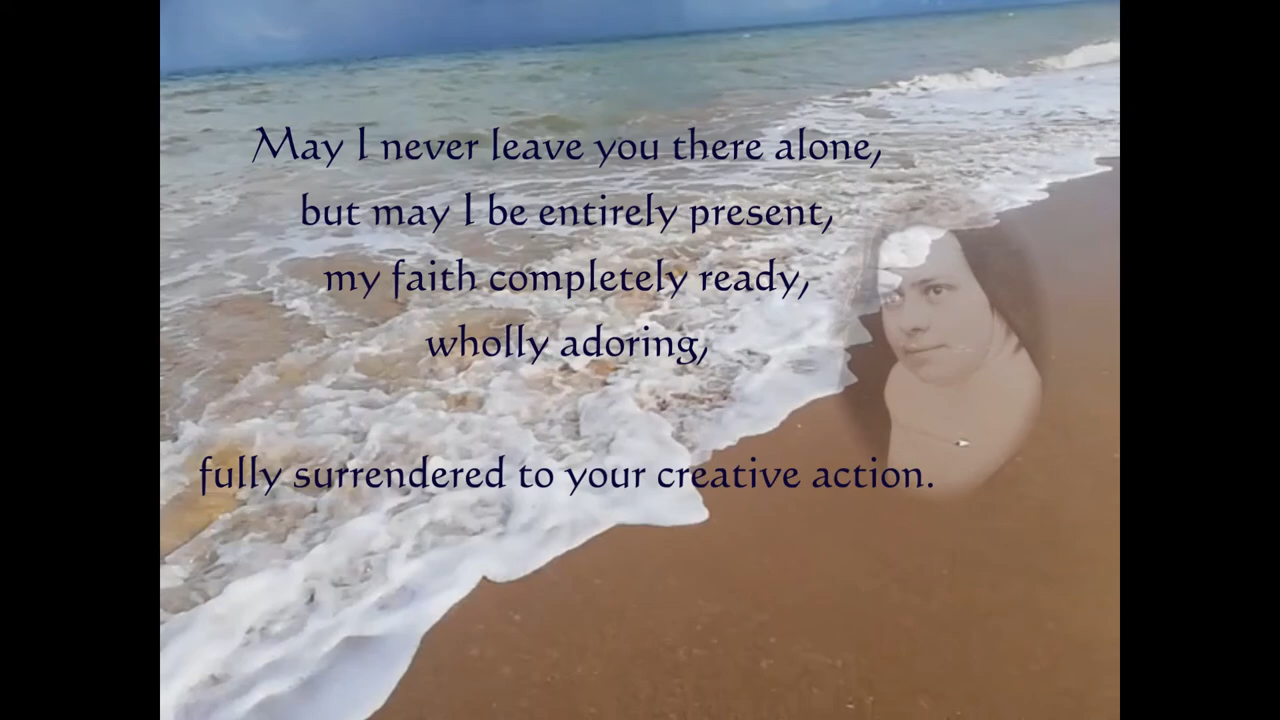 May I never leave you there alone,
but may I be entirely present,
my faith completely ready,
wholly adoring,
fully surrendered to your creative action.